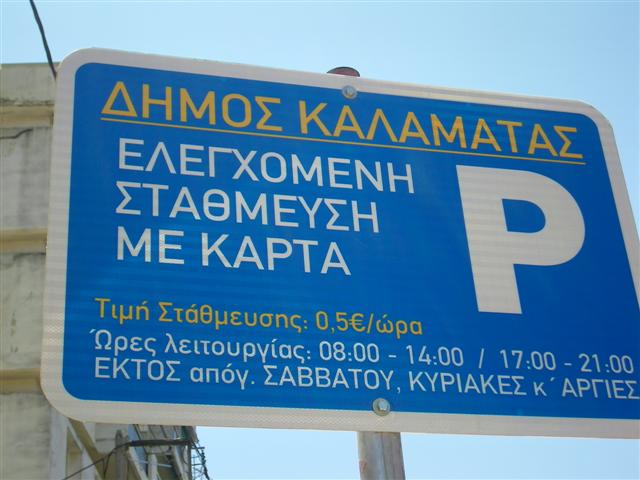 ΔΗΜΟΣ ΚΑΛΑΜΑΤΑΣ
ΕΛΕΓΧΟΜΕΝΗ
ΣΤΑΘΜΕΥΣΗ
ΜΕ ΚΑΡΤΑ
P
Τιμή Στάθμευσης: 0,5€/ώρα
Ώρες λειτουργίας: 08:00 - 14:00 / 17:00 - 21:00
ΕΚΤΟΣ απόγ. ΣΑΒΒΑΤΟΥ, ΚΥΡΙΑΚΕΣ κ΄ ΑΡΓΙΕΣ